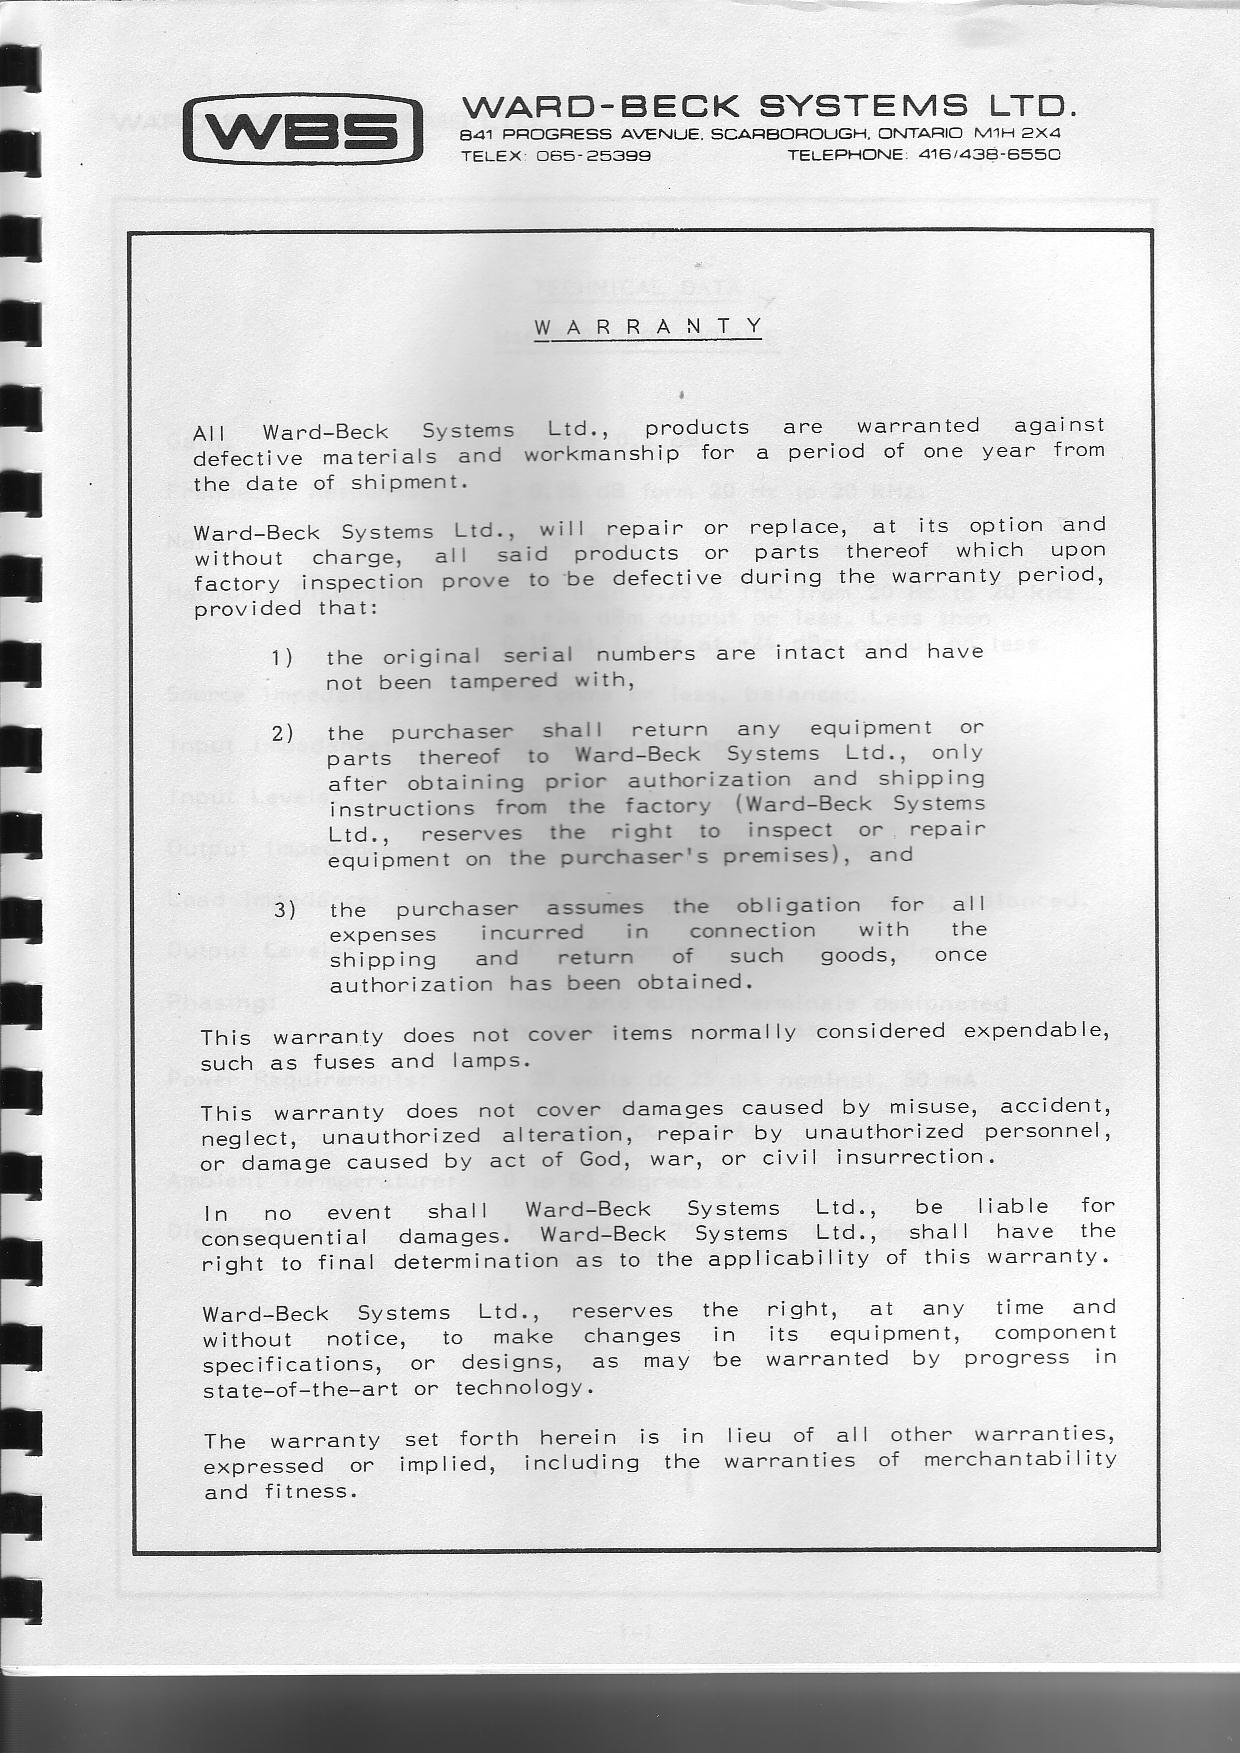 WBS
WARD-BECK SYSTEMS LTD.
841 PROGRESS AVENUE, SCARBOROUGH, ONTARIO M1H 2X4
TELEX: 065-25399 TELEPHONE: 416/438-6550
WARRANTY
All Ward-Beck Systems Ltd., products are warranted against
defective materials and workmanship for a period of one year from
the date of shipment.
Ward-Beck Systems Ltd., will repair or replace, at its option and
without charge, all said products or parts thereof which upon
factory inspection prove to be defective during the warranty period,
provided that:
1) the original serial numbers are intact and have
not been tampered with,
2) the purchaser shall return any equipment or
parts thereof to Ward-Beck Systems Ltd., only
after obtaining prior authorization and shipping
instructions from the factory (Ward-Beck Systems
Ltd., reserves the right to inspect or repair
equipment on the purchaser's premises), and
3) the purchaser assumes the obligation for all
expenses incurred in connection with the
shipping and return of such goods, once
authorization has been obtained.
This warranty does not cover items normally considered expendable,
such as fuses and lamps.
This warranty does not cover damages caused by misuse, accident,
neglect, unauthorized alteration, repair by unauthorized personnel,
or damage caused by act of God, war, or civil insurrection.
In no event shall Ward-Beck Systems Ltd., be liable for
consequential damages. Ward-Beck Systems Ltd., shall have the
right to final determination as to the applicability of this warranty.
Ward-Beck Systems Ltd., reserves the right, at any time and
without notice, to make changes in its equipment, component
specifications, or designs, as may be warranted by progress in
state-of-the-art or technology.
The warranty set forth herein is in lieu of all other warranties,
expressed or implied, including the warranties of merchantability
and fitness.